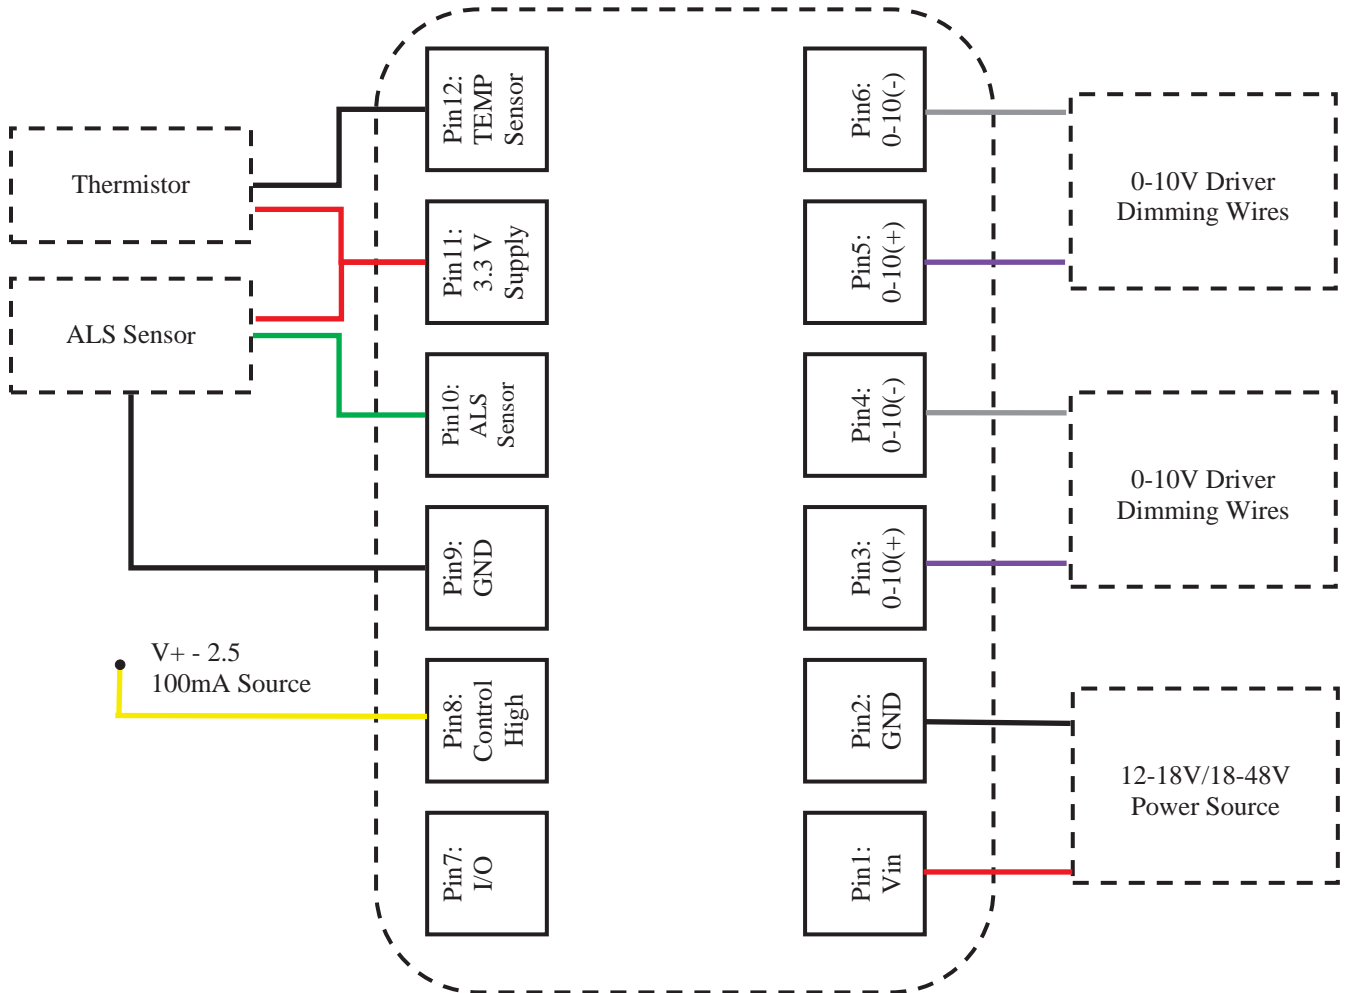 Thermistor
ALS Sensor
V+ - 2.5
100mA Source
Pin12:
TEMP
Sensor
Pin11:
3.3 V
Supply
Pin10:
ALS
Sensor
Pin9:
GND
Pin8:
Control
High
Pin7:
I/O
Pin6:
0-10(-)
Pin5:
0-10(+)
Pin4:
0-10(-)
Pin3:
0-10(+)
Pin2:
GND
Pin1:
Vin
0-10V Driver
Dimming Wires
0-10V Driver
Dimming Wires
12-18V/18-48V
Power Source